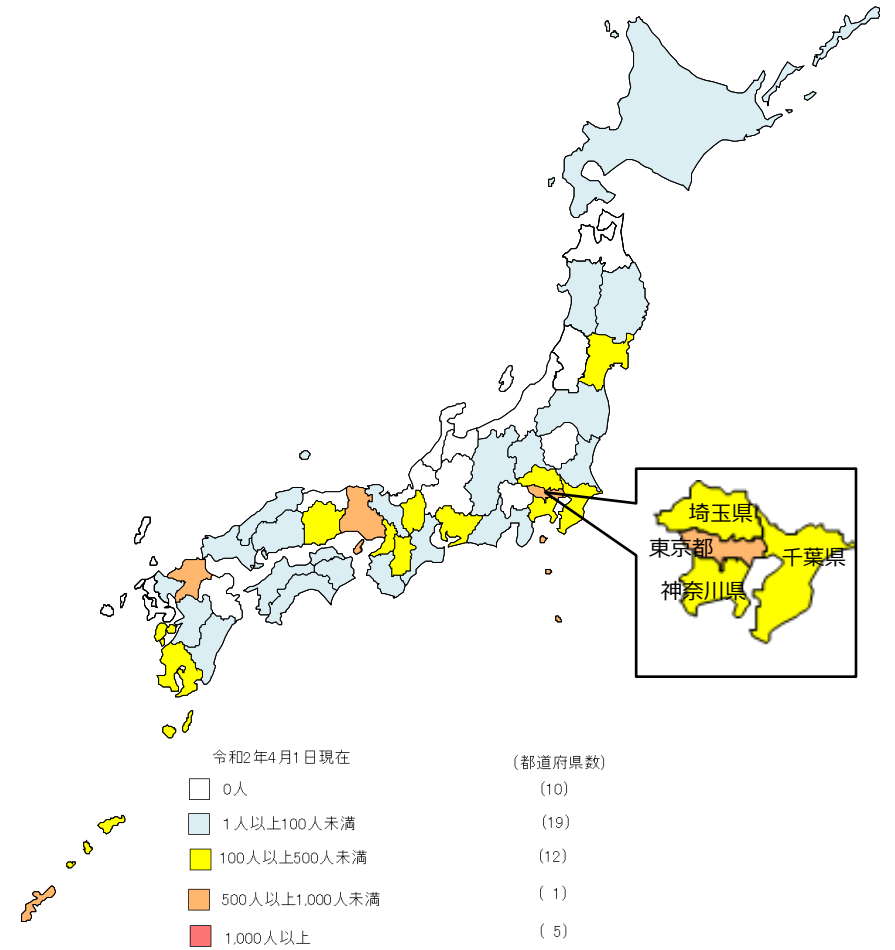 埼玉県
東京都
千葉県
神奈川県
令和2年4月1日現在 (都道府県数)
0人 (10)
1人以上100人未満 (19)
100人以上500人未満 (12)
500人以上1,000人未満 ( 1)
1,000人以上 ( 5)